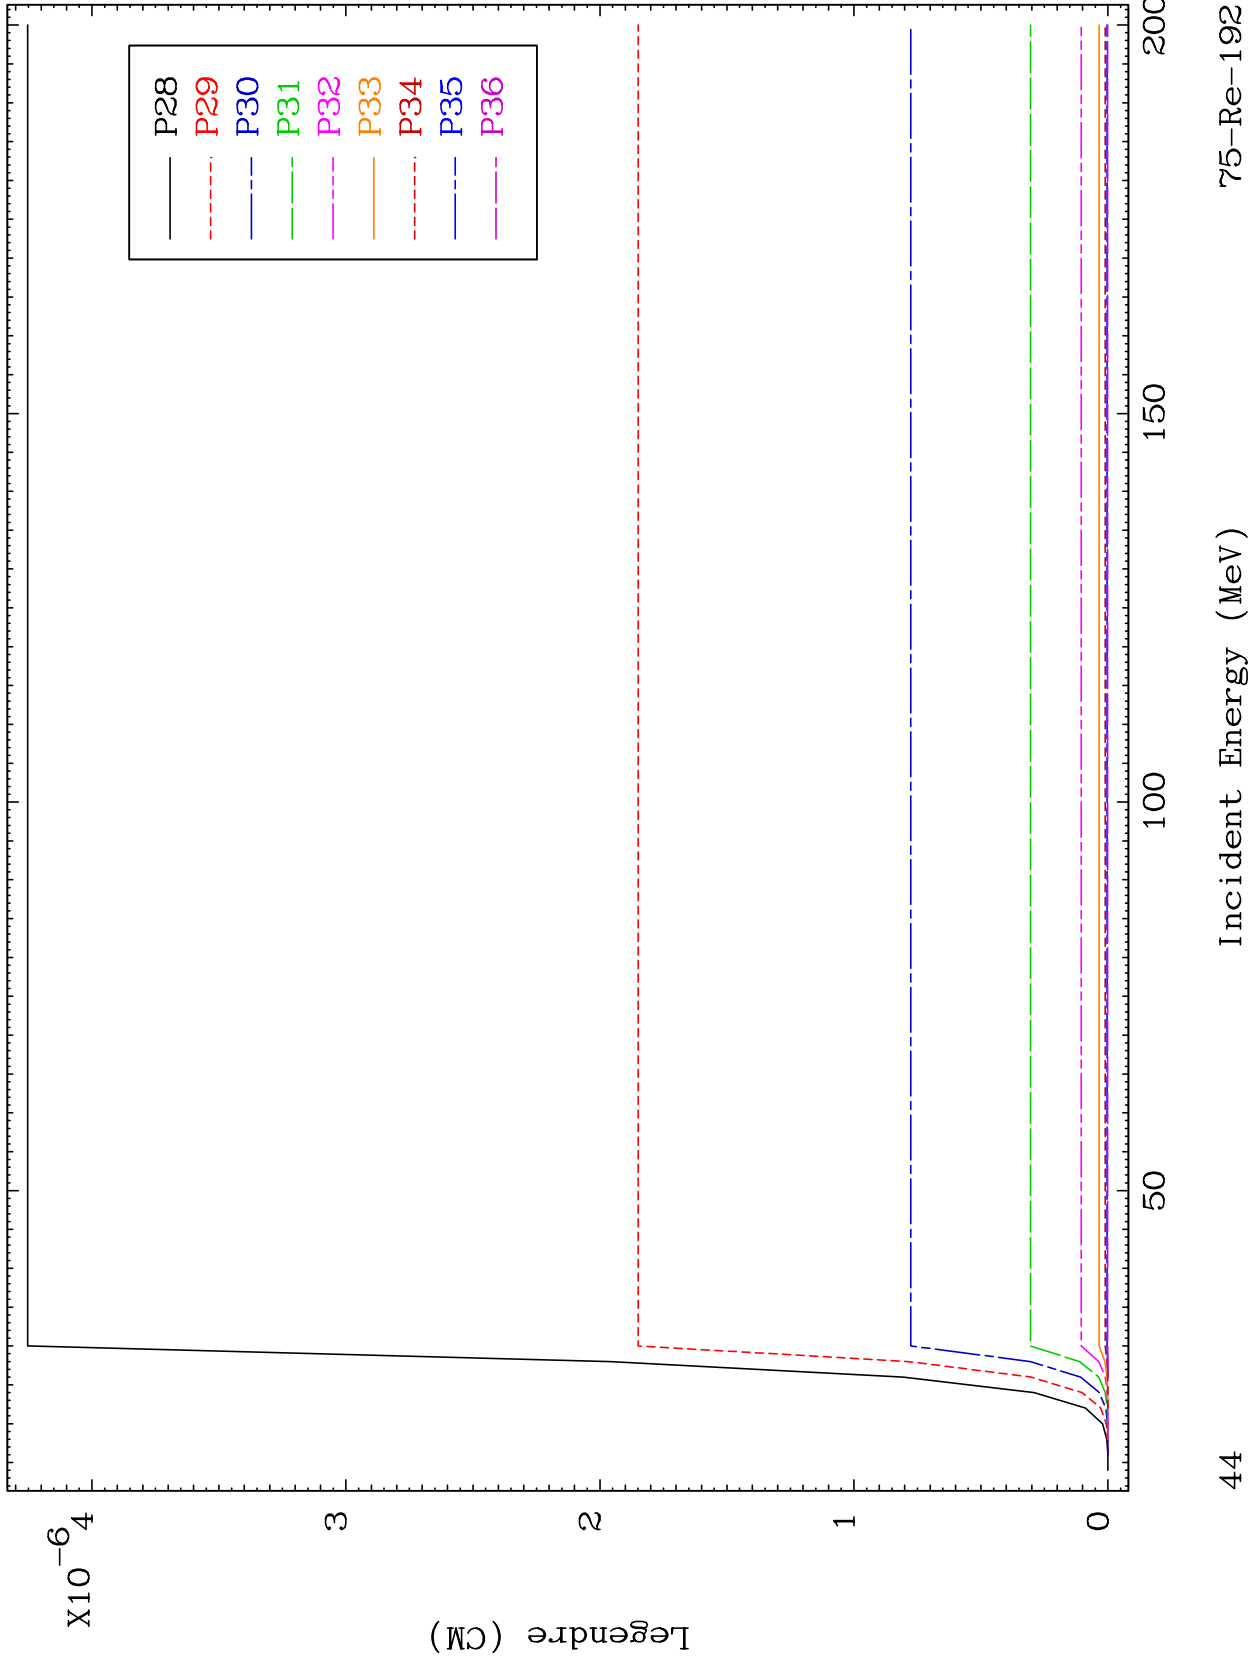 X10-6
4
3
2
1
0
Legendre (CM)
P28
P29
P30
P31
P32
P33
P34
P35
P36
50
100
150
200
Incident Energy (MeV)
44
75-Re-192